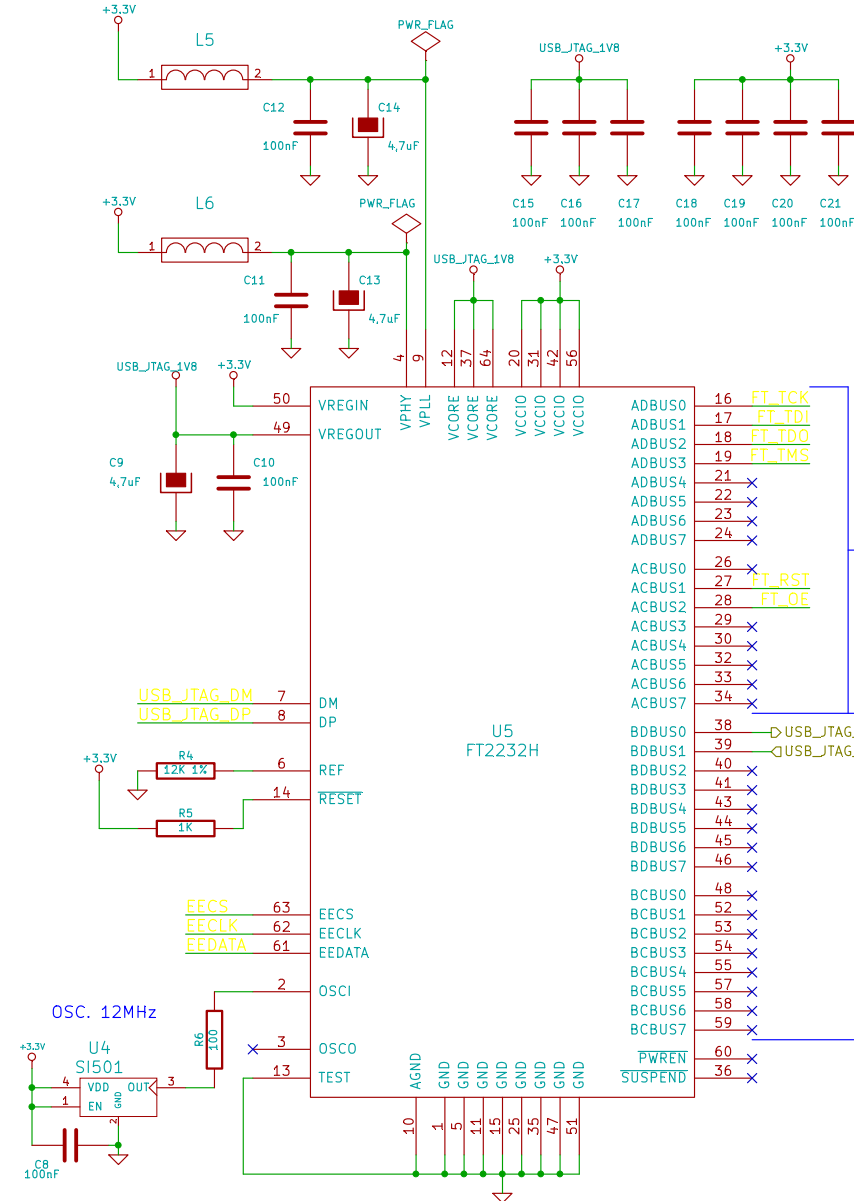 +3.3V
L5
PWR_FLAG
1 2
C12
100nF
C14
4,7uF
USB_JTAG_1V8
+3.3V
C15 C16 C17 C18 C19 C20 C21
100nF 100nF 100nF 100nF 100nF 100nF 100nF
+3.3V
L6
PWR_FLAG
1 2
C11
100nF
C13
4,7uF
USB_JTAG_1V8
+3.3V
4 9 12 37 64 20 31 42 56
VPHY VPLL VCORE VCORE VCORE VCCIO VCCIO VCCIO VCCIO
USB_JTAG_1V8
+3.3V
50 VREGIN
49 VREGOUT
C9
4,7uF
C10
100nF
ADBUS0 16 FT_TCK
ADBUS1 17 FT_TDI
ADBUS2 18 FT_TDO
ADBUS3 19 FT_TMS
ADBUS4 21
ADBUS5 22
ADBUS6 23
ADBUS7 24
ACBUS0 26
ACBUS1 27 FT_RST
ACBUS2 28 FT_OE
ACBUS3 29
ACBUS4 30
ACBUS5 32
ACBUS6 33
ACBUS7 34
USB_JTAG_DM 7 DM
USB_JTAG_DP 8 DP
U5
FT2232H
BDBUS0 38 USB_JTAG_
BDBUS1 39 USB_JTAG_
BDBUS2 40
BDBUS3 41
BDBUS4 43
BDBUS5 44
BDBUS6 45
BDBUS7 46
+3.3V
R4
12K 1%
6 REF
14 RESET
R5
1K
EECS 63 EECS
EECLK 62 EECLK
EEDATA 61 EEDATA
BCBUS0 48
BCBUS1 52
BCBUS2 53
BCBUS3 54
BCBUS4 55
BCBUS5 57
BCBUS6 58
BCBUS7 59
PWREN 60
SUSPEND 36
2 OSCI
3 OSCO
13 TEST
R6
100
OSC. 12MHz
+3.3V
U4
SI501
4 VDD OUT 3
1 EN GND
2
C8
100nF
AGND GND GND GND GND GND GND GND GND
10 1 5 11 15 25 35 47 51